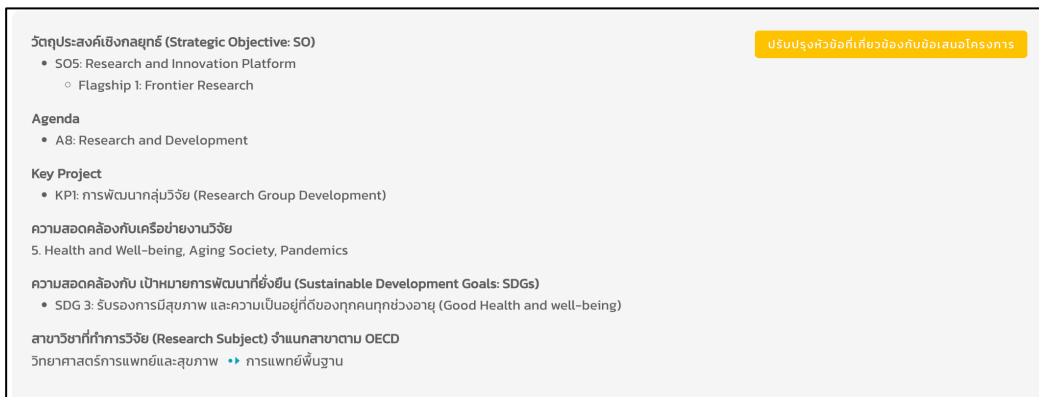 วัตถุประสงค์เชิงกลยุทธ์ (Strategic Objective: SO)
ปรับปรุงหัวข้อที่เกี่ยวข้องกับข้อเสนอโครงการ
SO5: Research and Innovation Platform
Flagship 1: Frontier Research
Agenda
A8: Research and Development
Key Project
KP1: การพัฒนากลุ่มวิจัย (Research Group Development)
ความสอดคล้องกับเครือข่ายงานวิจัย
5. Health and Well-being, Aging Society, Pandemics
ความสอดคล้องกับ เป้าหมายการพัฒนาที่ยั่งยืน (Sustainable Development Goals: SDGs)
SDG 3: รับรองการมีสุขภาพ และความเป็นอยู่ที่ดีของทุกคนทุกช่วงอายุ (Good Health and well-being)
สาขาวิชาที่ทำการวิจัย (Research Subject) จำแนกสาขาตาม OECD
วิทยาศาสตร์การแพทย์และสุขภาพ การแพทย์พื้นฐาน